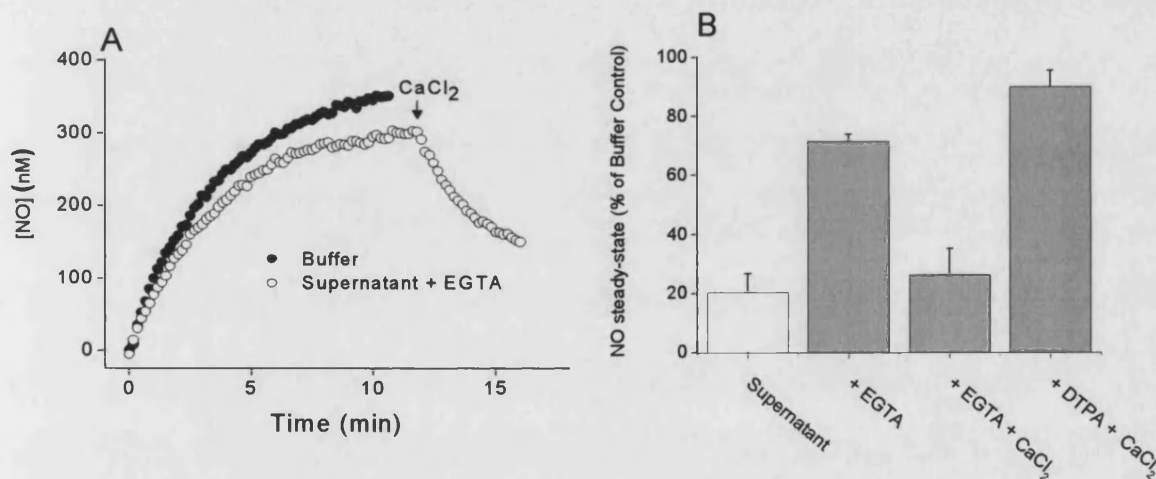 A
400
300
200
100
0
[NO] (nM)
CaCl2
Buffer
Supernatant + EGTA
0
5
10
15
Time (min)
B
100
80
60
40
20
0
NO steady-state (% of Buffer Control)
Supernatant
+ EGTA
+ EGTA + CaCl2
+ DTPA + CaCl2